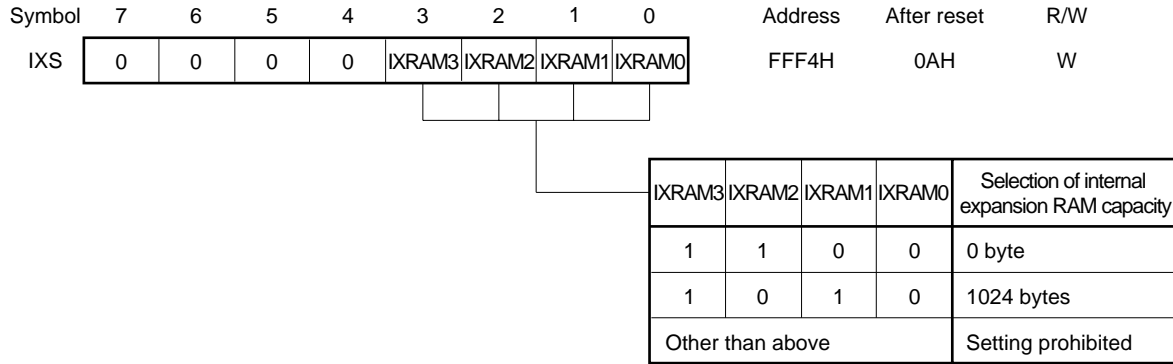 Symbol 7 6 5 4 3 2 1 0 Address After reset R/W
IXS 0 0 0 0 IXRAM3 IXRAM2 IXRAM1 IXRAM0 FFF4H 0AH W
IXRAM3 IXRAM2 IXRAM1 IXRAM0 Selection of internal
expansion RAM capacity
1 1 0 0 0 byte
1 0 1 0 1024 bytes
Other than above Setting prohibited